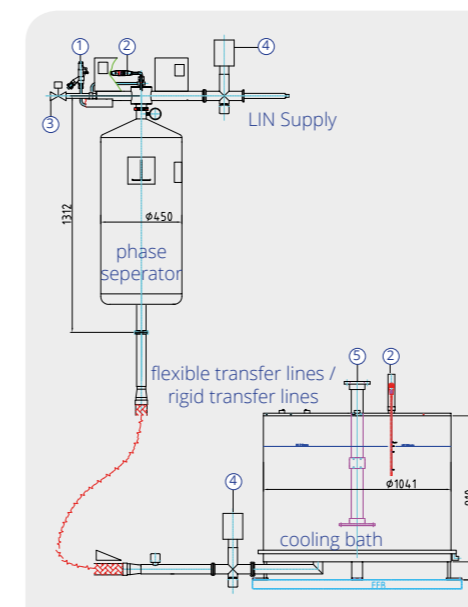 1
2
4
3
LIN Supply
1312
ø450
phase
seperator
flexible transfer lines /
rigid transfer lines
5
2
ø1041
4
cooling bath
FFB